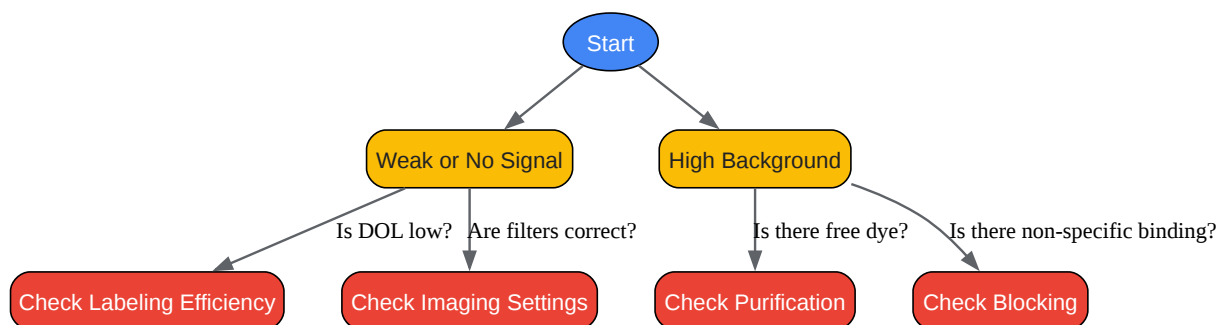 Start
Weak or No Signal
High Background
Is DOL low?
Are filters correct?
Is there free dye?
Is there non-specific binding?
Check Labeling Efficiency
Check Imaging Settings
Check Purification
Check Blocking